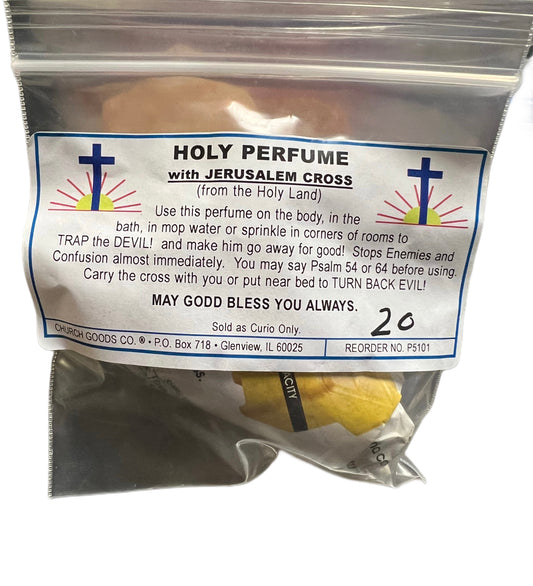 HOLY PERFUME
with JERUSALEM CROSS
(from the Holy Land)
Use this perfume on the body, in the
bath, in mop water or sprinkle in corners of rooms to
TRAP the DEVIL! and make him go away for good! Stops Enemies and
Confusion almost immediately. You may say Psalm 54 or 64 before using.
Carry the cross with you or put near bed to TURN BACK EVIL!
MAY GODD BLESS YOU ALWAYS.
Sold as Curio Only.
20
CHURCH GOODS CO. ® • P.O. Box 718 • Glenview, IL 60025
REORDER NO. P5101